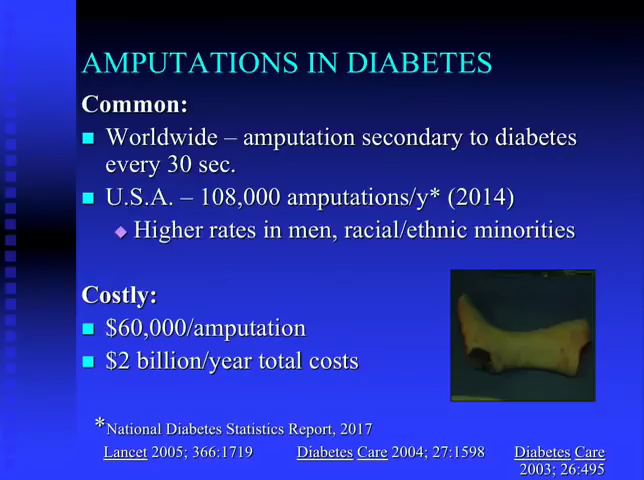 AMPUTATIONS IN DIABETES
Common:
Worldwide – amputation secondary to diabetes
every 30 sec.
U.S.A. – 108,000 amputations/y* (2014)
Higher rates in men, racial/ethnic minorities
Costly:
$60,000/amputation
$2 billion/year total costs
*National Diabetes Statistics Report, 2017
Lancet 2005; 366:1719 Diabetes Care 2004; 27:1598 Diabetes Care
2003; 26:495